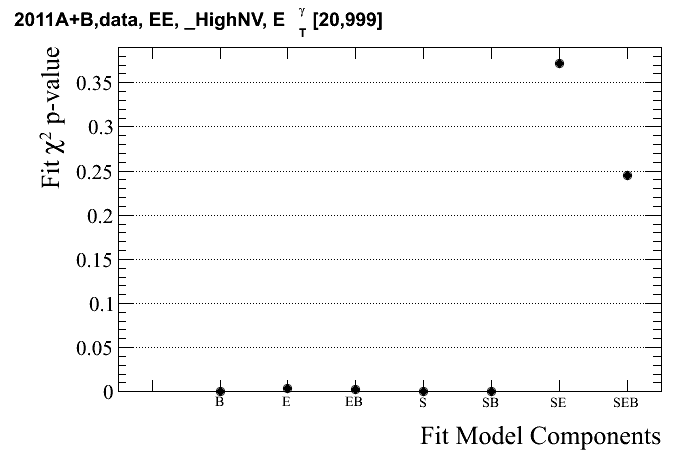 2011A+B,data, EE, _HighNV, E γ T [20,999]
Fit χ² p-value
0.35
0.3
0.25
0.2
0.15
0.1
0.05
0
B E EB S SB SE SEB
Fit Model Components